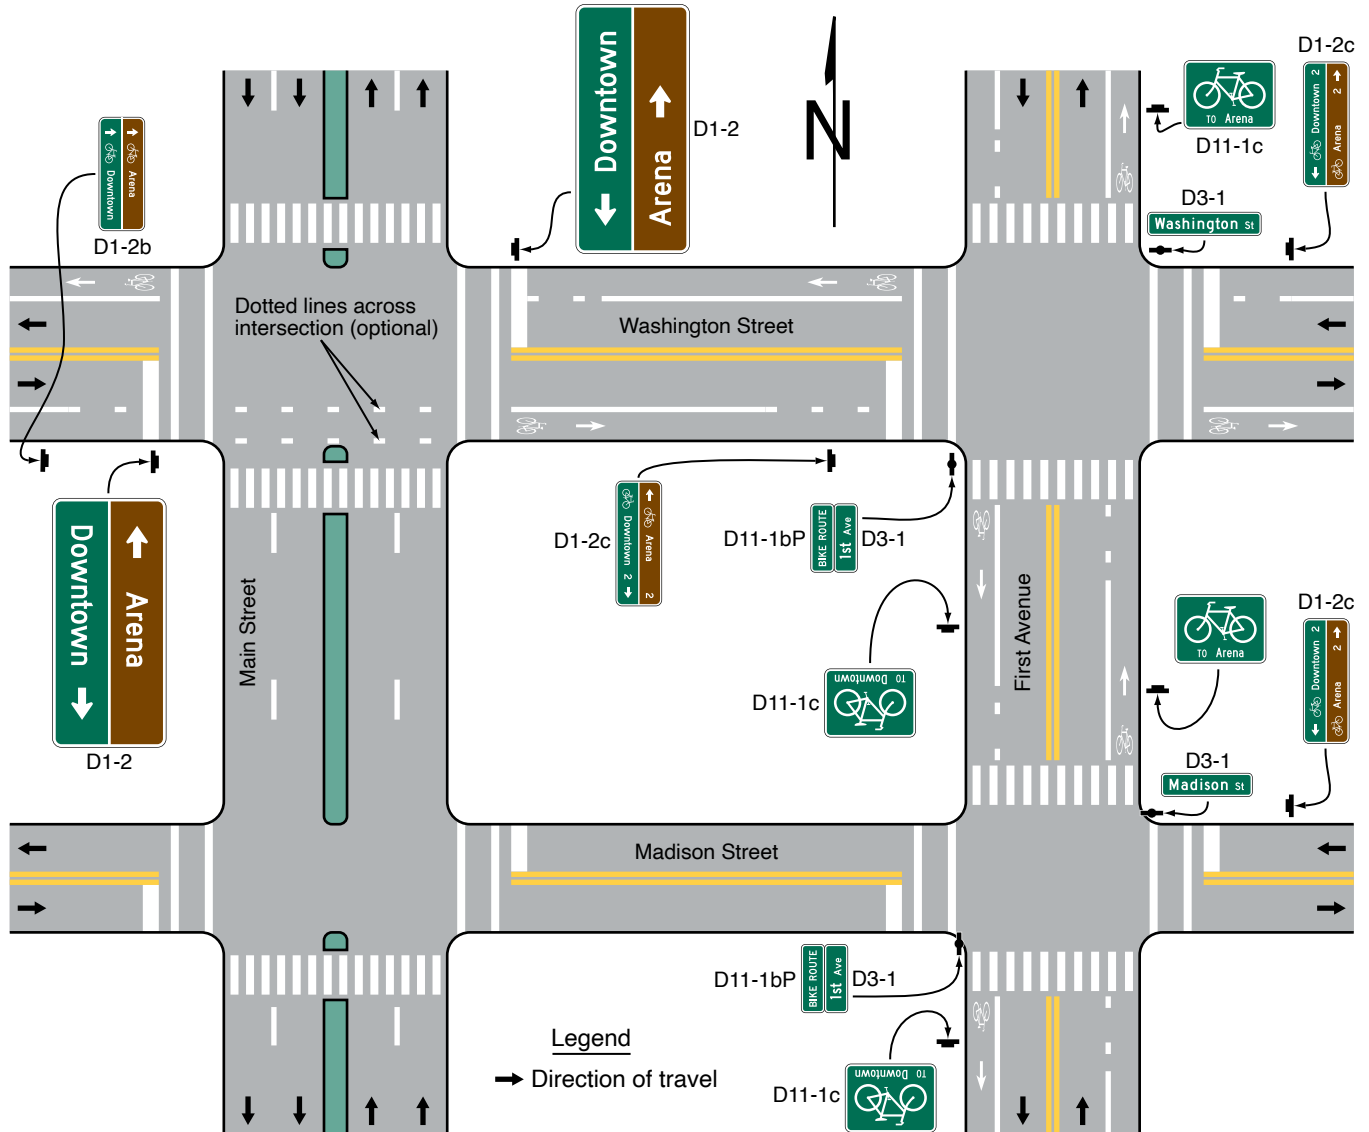 Downtown
Arena
D1-2
N
D1-2c
Downtown 2
Arena 2
TO Arena
D11-1c
D3-1
Washington St
Downtown
Arena
D1-2b
Dotted lines across
intersection (optional)
Washington Street
Downtown
Arena
D1-2
D1-2c
Downtown 2
Arena 2
D11-1bP
BIKE ROUTE
1st Ave
D3-1
Main Street
First Avenue
TO Downtown
D11-1c
TO Arena
D1-2c
Downtown 2
Arena 2
D3-1
Madison St
Madison Street
D11-1bP
BIKE ROUTE
1st Ave
D3-1
Legend
Direction of travel
TO Downtown
D11-1c